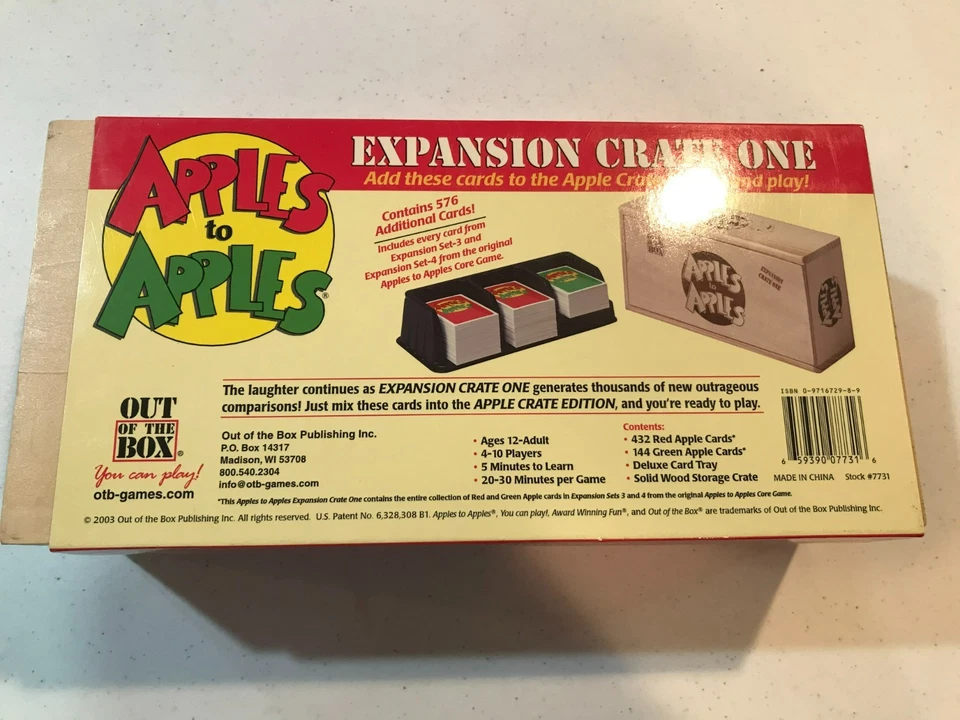 APPLES
to
APPLES®
EXPANSION CRATE ONE
Add these cards to the Apple Cra nd play!
Contains 576
Additional Cards!
Includes every card from
Expansion Set-3 and
Expansion Set-4 from the original
Apples to Apples Core Game.
APPLES
to
APPLES
EXPANSION
CRATE ONE
The laughter continues as EXPANSION CRATE ONE generates thousands of new outrageous
comparisons! Just mix these cards into the APPLE CRATE EDITION, and you're ready to play.
OUT
OF THE
BOX®
You can play!
otb-games.com
Out of the Box Publishing Inc.
P.O. Box 14317
Madison, WI 53708
800.540.2304
info@otb-games.com
• Ages 12-Adult
• 4-10 Players
• 5 Minutes to Learn
• 20-30 Minutes per Game
Contents:
• 432 Red Apple Cards*
• 144 Green Apple Cards*
• Deluxe Card Tray
• Solid Wood Storage Crate
ISBN 0-9716729-8-9
6 59390 07731 6
MADE IN CHINA Stock #7731
*This Apples to Apples Expansion Crate One contains the entire collection of Red and Green Apple cards in Expansion Sets 3 and 4 from the original Apples to Apples Core Game.
© 2003 Out of the Box Publishing Inc. All rights reserved. U.S. Patent No. 6,328,308 B1. Apples to Apples®, You can play!, Award Winning Fun®, and Out of the Box® are trademarks of Out of the Box Publishing Inc.